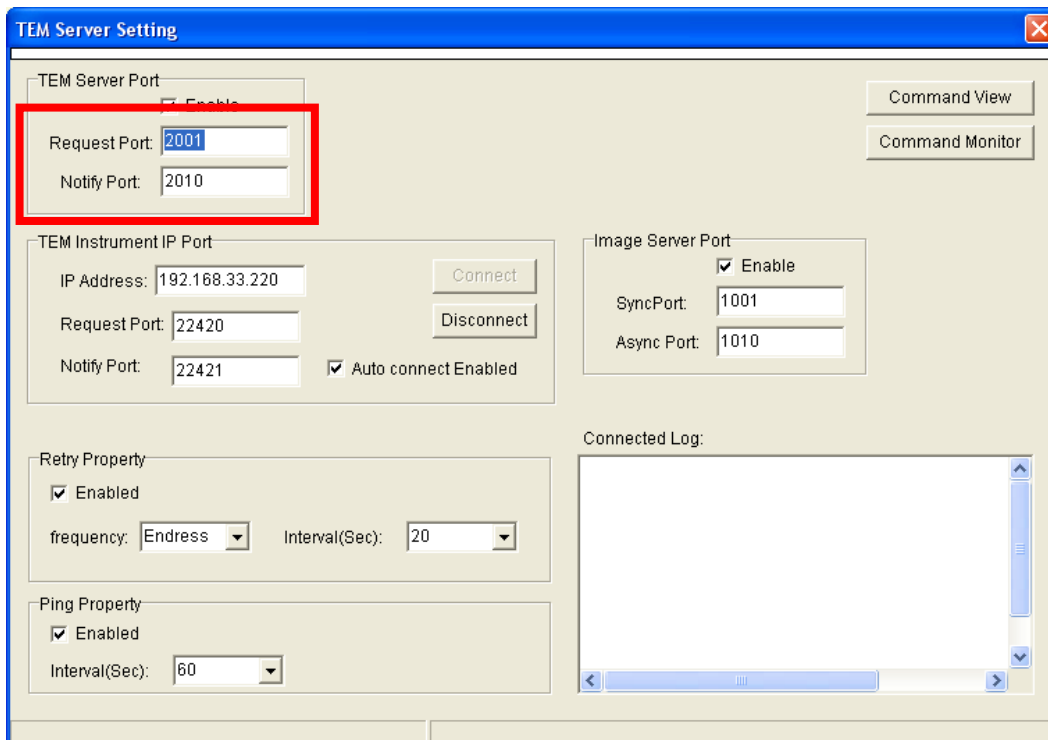 TEM Server Setting
TEM Server Port
Enable
Request Port: 2001
Notify Port: 2010
Command View
Command Monitor
TEM Instrument IP Port
IP Address: 192.168.33.220
Connect
Request Port: 22420
Disconnect
Notify Port: 22421
Auto connect Enabled
Image Server Port
Enable
SyncPort: 1001
Async Port: 1010
Retry Property
Enabled
frequency: Endress Interval(Sec): 20
Ping Property
Enabled
Interval(Sec): 60
Connected Log: